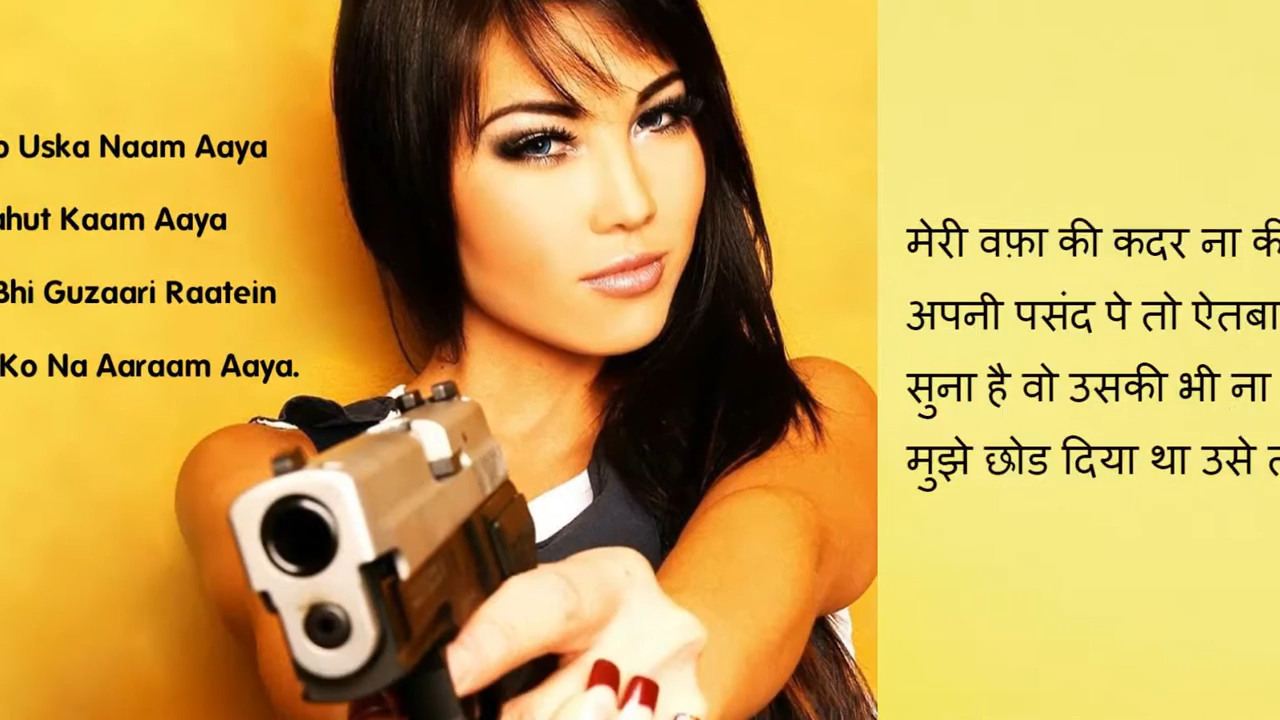 Uska Naam Aaya
Kaam Aaya
Bhi Guzaari Raatein
Ko Na Aaraam Aaya.
मेरी वफ़ा की कदर ना की
अपनी पसंद पे तो
सुना है वो उसकी भी ना
मुझे छोड दिया था उसे